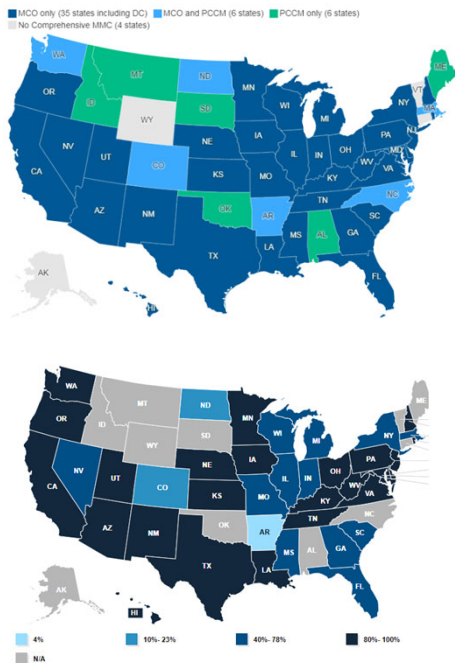 MCO only (35 states including DC) MCO and PCCM (6 states) PCCM only (6 states)
No Comprehensive MMC (4 states)
WA
MT
ND
MN
ME
VT
OR
ID
SD
WI
MI
NY
MA
WY
NE
IA
PA
NJ
NV
UT
CO
KS
MO
IL
IN
OH
WV
MD
VA
KY
CA
AZ
NM
OK
AR
TN
NC
SC
MS
AL
GA
TX
LA
FL
AK
HI
WA
MT
ND
MN
ME
OR
ID
SD
WI
MI
NY
WY
NE
IA
PA
NV
UT
CO
KS
MO
IL
IN
OH
WV
VA
KY
CA
AZ
NM
OK
AR
TN
NC
SC
MS
AL
GA
TX
LA
FL
AK
HI
4% 10%- 23% 40%- 78% 80%- 100%
N/A